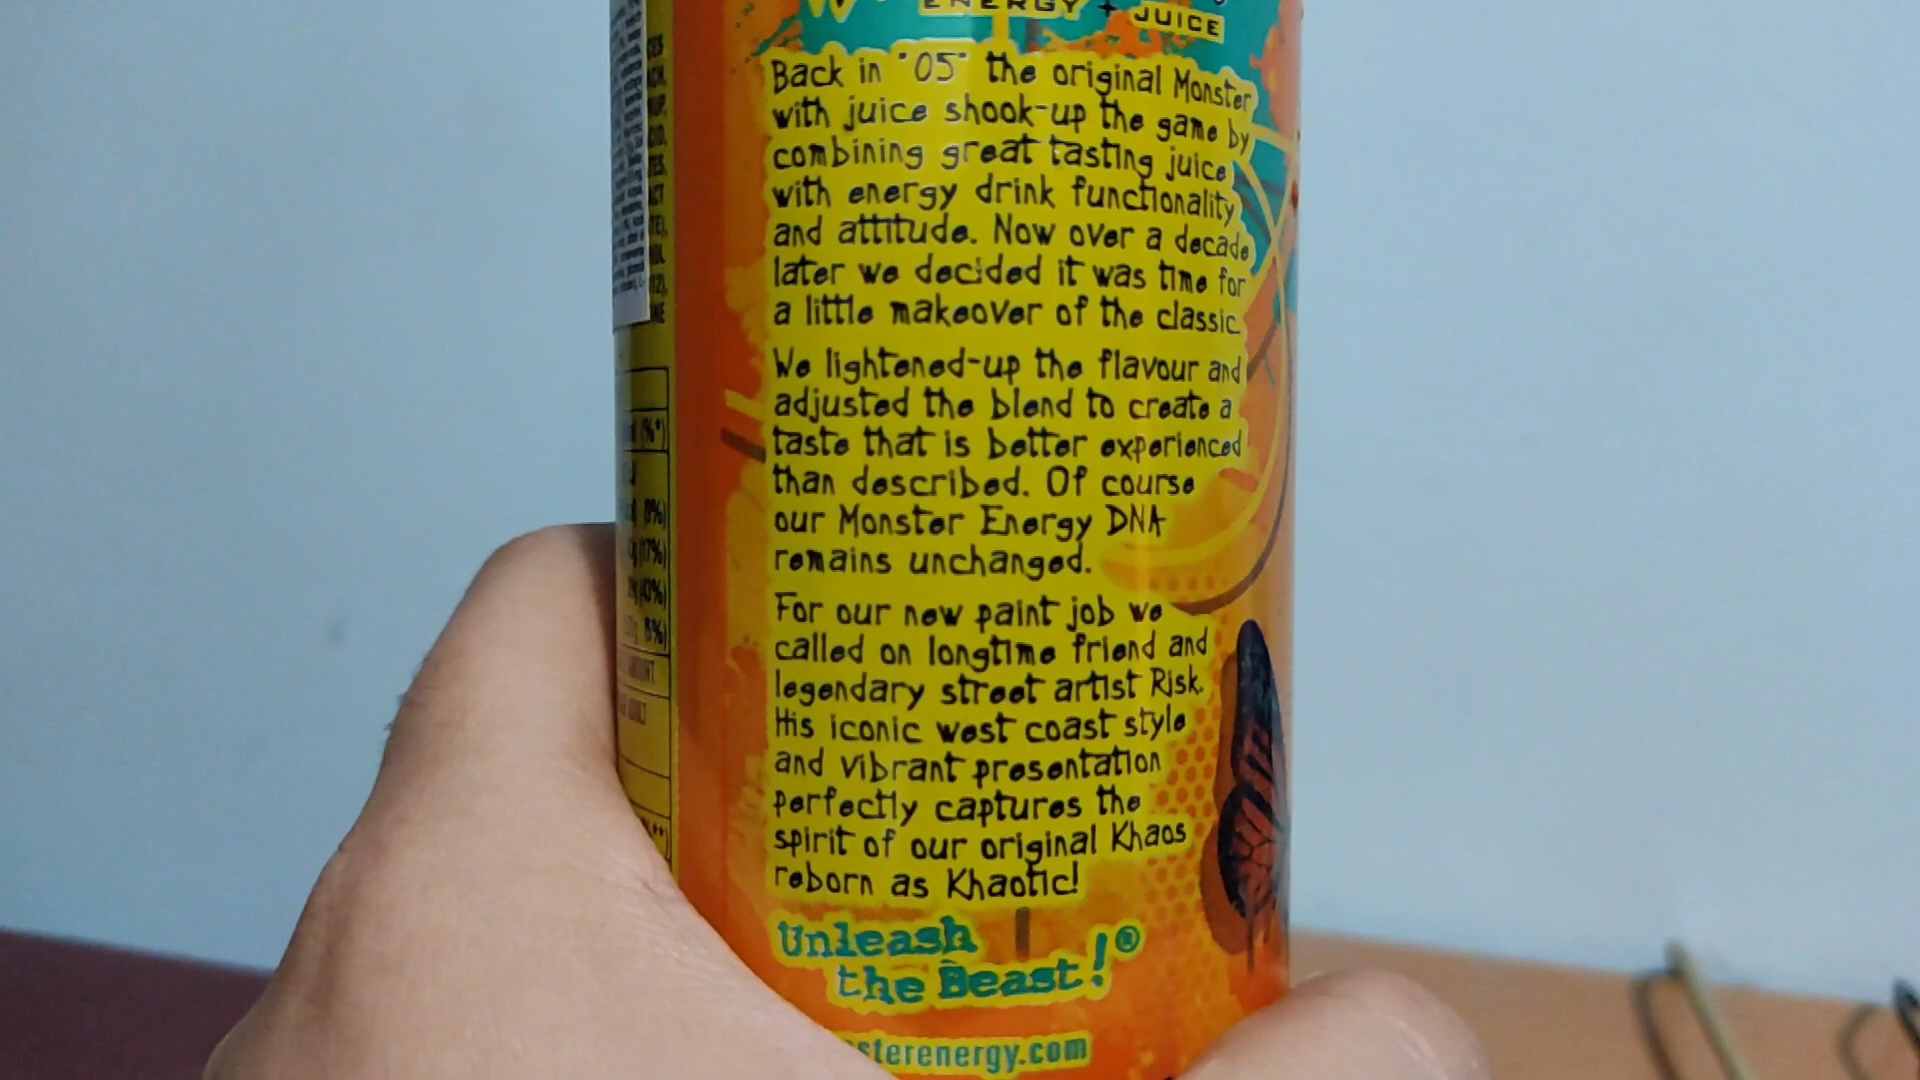 ENERGY + JUICE
Back in "05" the original Monster
with juice shook-up the game by
combining great tasting juice
with energy drink functionality
and attitude. Now over a decade
later we decided it was time for
a little makeover of the classic.
We lightened-up the flavour and
adjusted the blend to create a
taste that is better experienced
than described. Of course
our Monster Energy DNA
remains unchanged.
For our new paint job we
called on longtime friend and
legendary street artist Risk.
His iconic west coast style
and vibrant presentation
perfectly captures the
spirit of our original Khaos
reborn as Khaotic!
Unleash
the Beast!®
sterenergy.com
(%*)
(9%)
(17%)
(43%)
(5%)